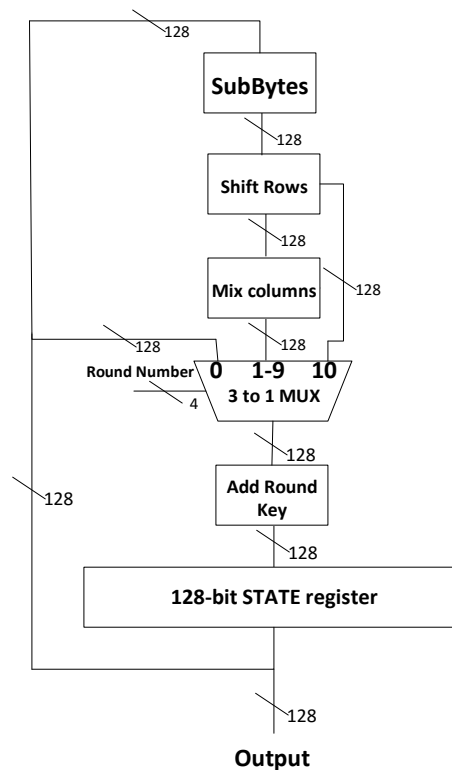 128
SubBytes
128
Shift Rows
128
128
Mix columns
128
128
Round Number
0 1-9 10
4
3 to 1 MUX
128
Add Round
Key
128
128
128-bit STATE register
128
Output